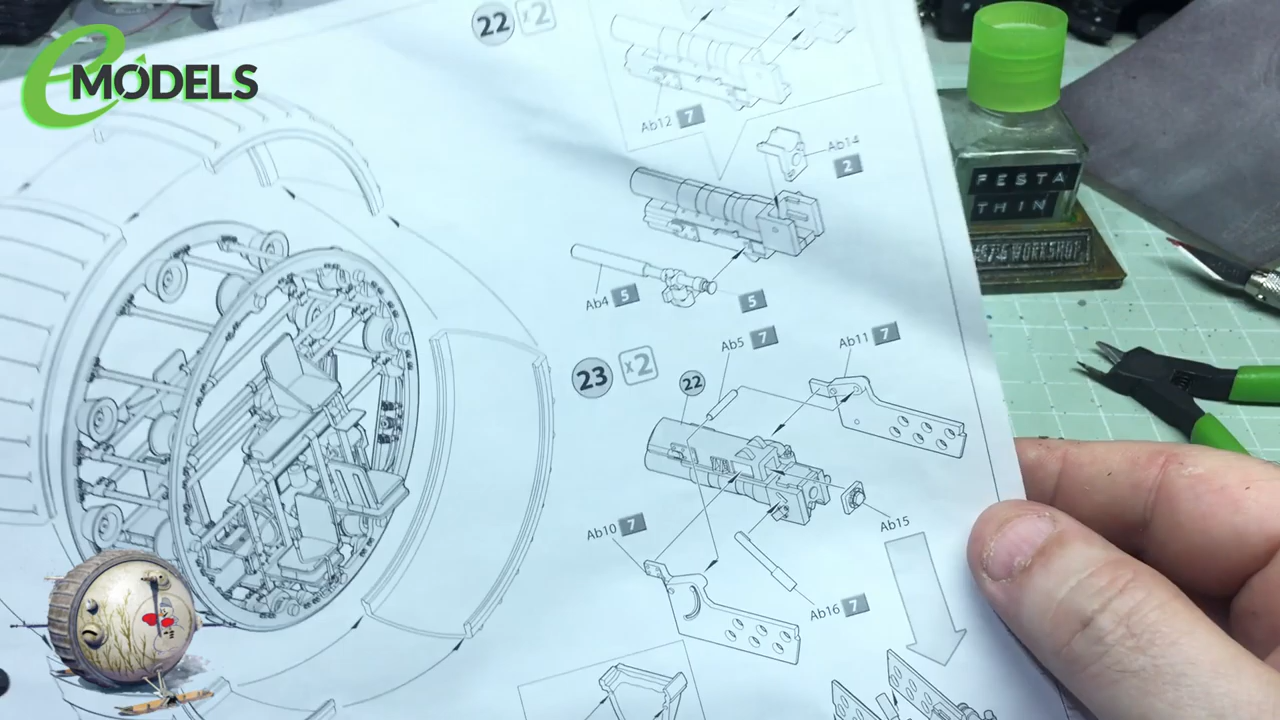 eMODELS
22 x2
Ab12 7
Ab14
2
Ab4 5
5
Ab5 7
Ab11 7
23 x2
22
Ab10 7
Ab15
Ab16 7
FESTA
THIN
WORKSHOP